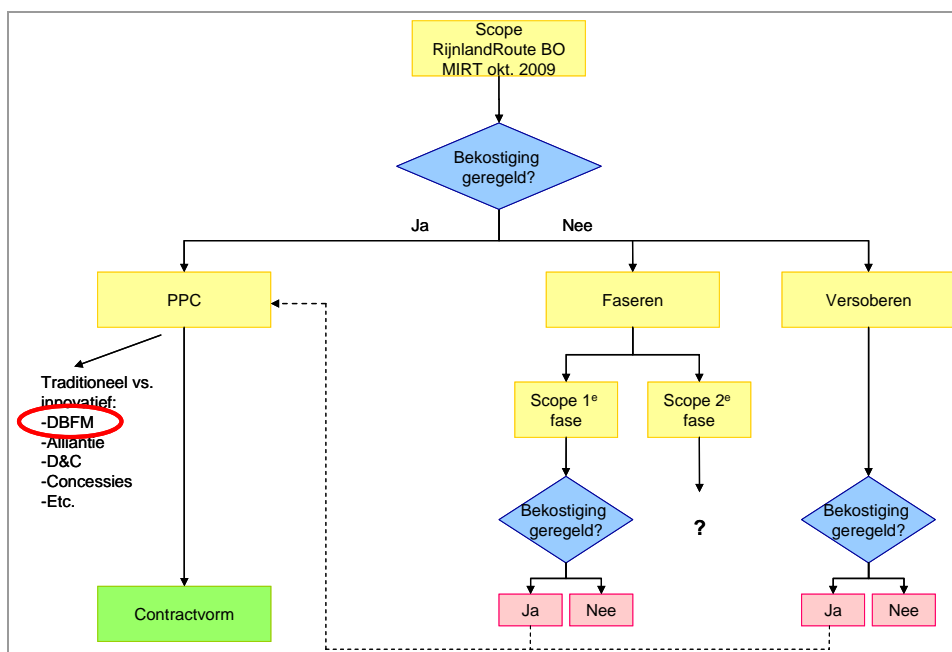 Scope
RijnlandRoute BO
MIRT okt. 2009
Bekostiging
geregeld?
Ja
Nee
PPC
Faseren
Versoberen
Traditioneel vs.
innovatief:
-DBFM
-Alliantie
-D&C
-Concessies
-Etc.
Scope 1e
fase
Scope 2e
fase
Bekostiging
geregeld?
?
Bekostiging
geregeld?
Contractvorm
Ja
Nee
Ja
Nee